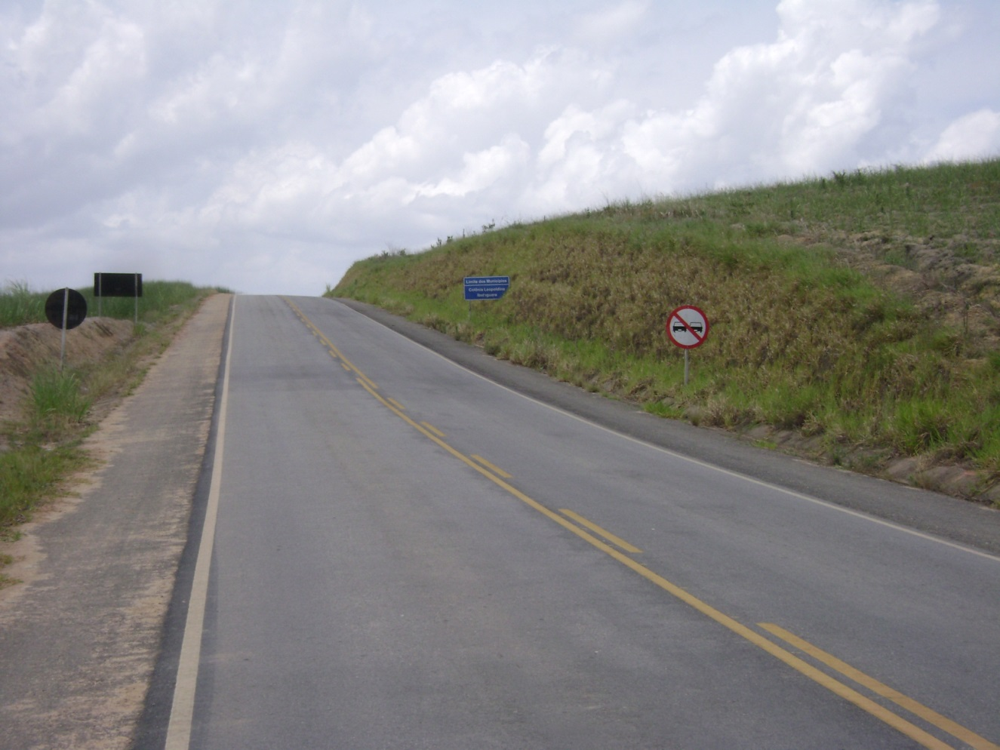 Limite dos Municípios
Colônia Leopoldina
Ibateguara